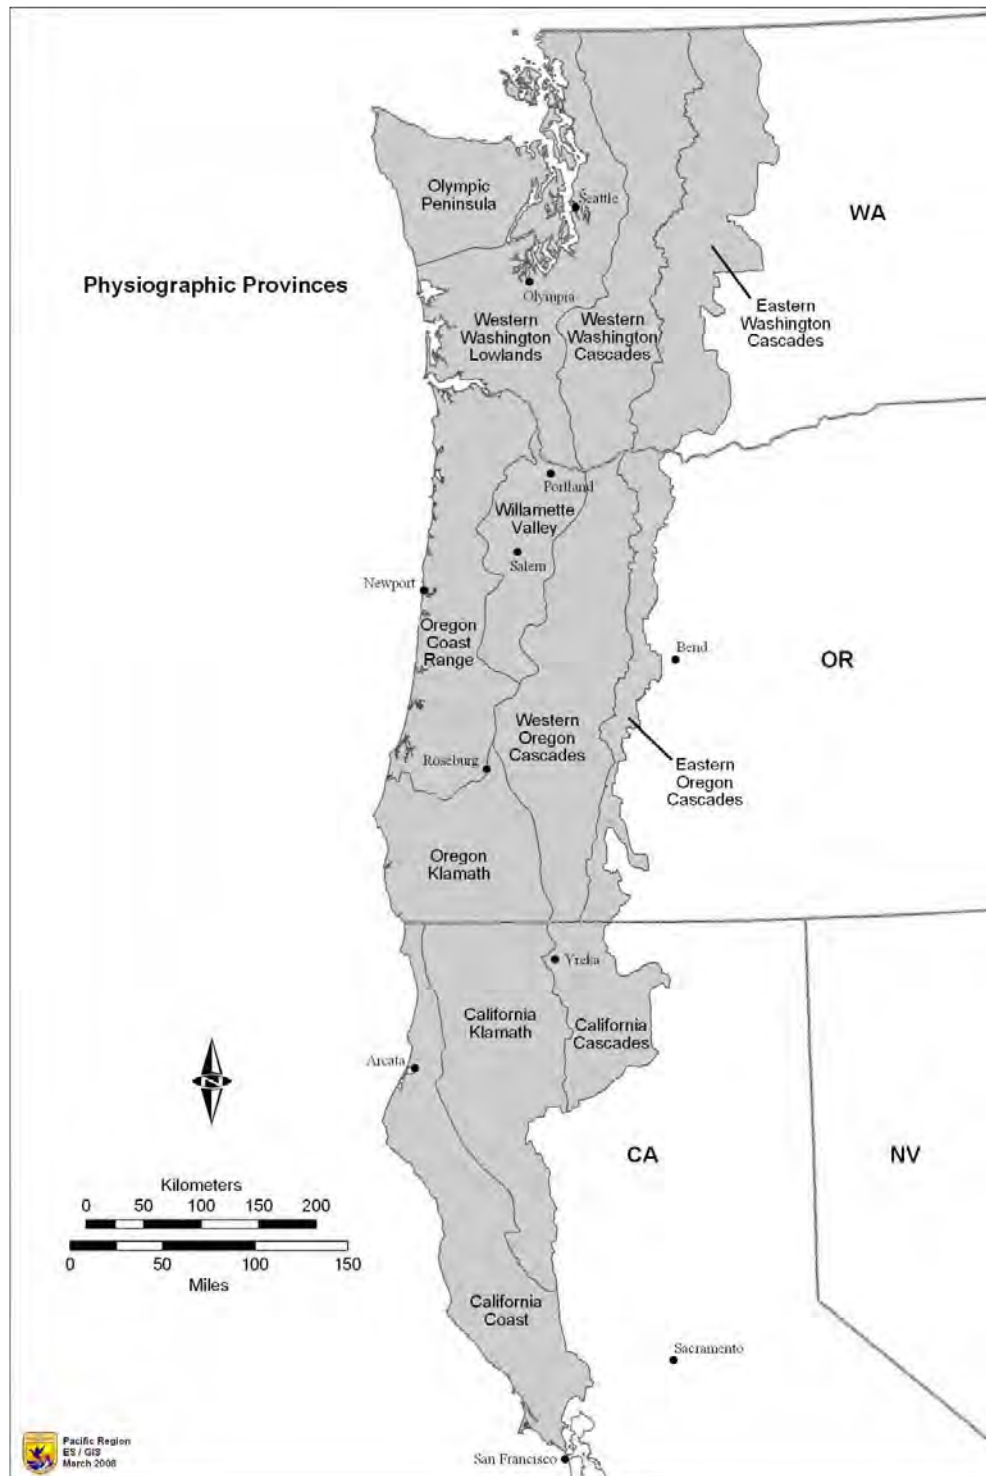 Olympic
Peninsula
Seattle
WA
Physiographic Provinces
Olympia
Western
Washington
Lowlands
Western
Washington
Cascades
Eastern
Washington
Cascades
Portland
Willamette
Valley
Salem
Newport
Oregon
Coast
Range
Bend
OR
Western
Oregon
Cascades
Roseburg
Eastern
Oregon
Cascades
Oregon
Klamath
Yreka
California
Klamath
California
Cascades
Arcata
N
CA
NV
Kilometers
0 50 100 150 200
0 50 100 150
Miles
California
Coast
Sacramento
San Francisco
Pacific Region
ES / GIS
March 2008